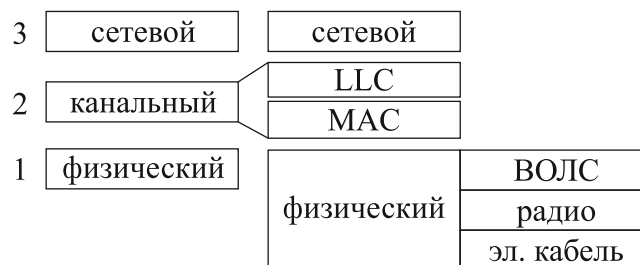 3 сетевой сетевой
LLC
2 канальный
MAC
1 физический
ВОЛС
физический радио
эл. кабель